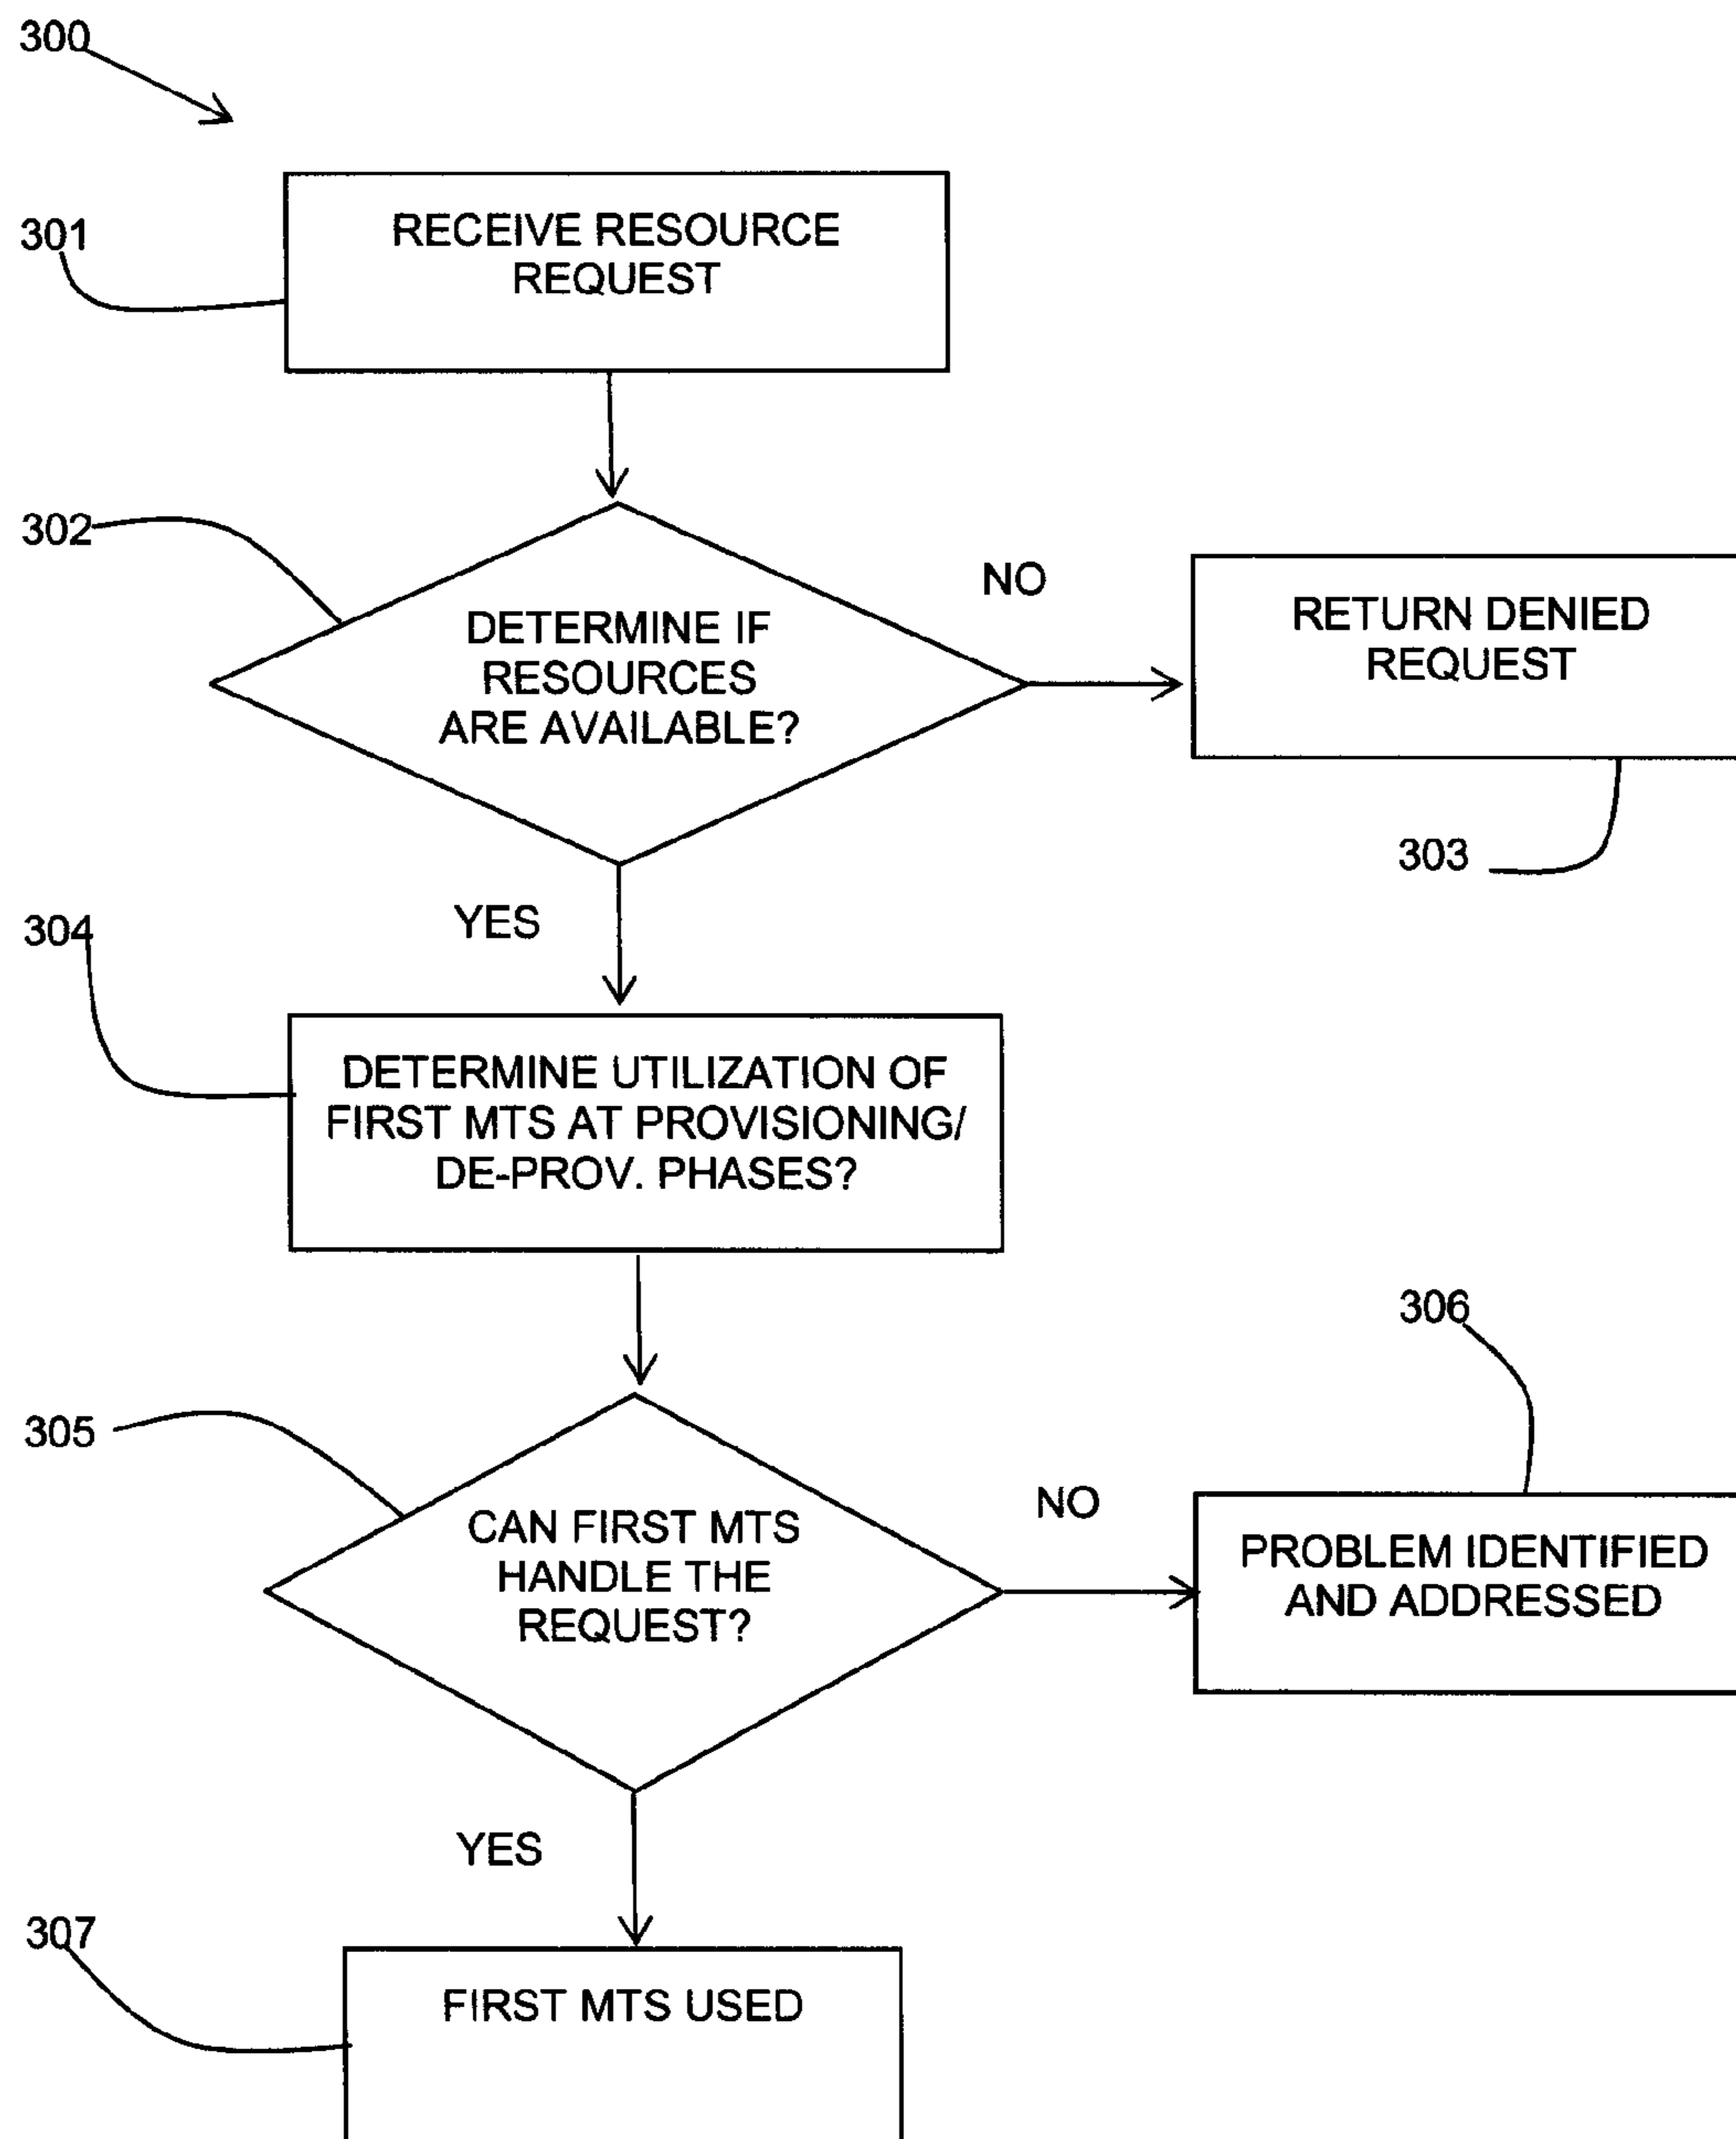 300
301
RECEIVE RESOURCE
REQUEST
302
DETERMINE IF
RESOURCES
ARE AVAILABLE?
NO
RETURN DENIED
REQUEST
303
YES
304
DETERMINE UTILIZATION OF
FIRST MTS AT PROVISIONING/
DE-PROV. PHASES?
305
CAN FIRST MTS
HANDLE THE
REQUEST?
NO
306
PROBLEM IDENTIFIED
AND ADDRESSED
YES
307
FIRST MTS USED